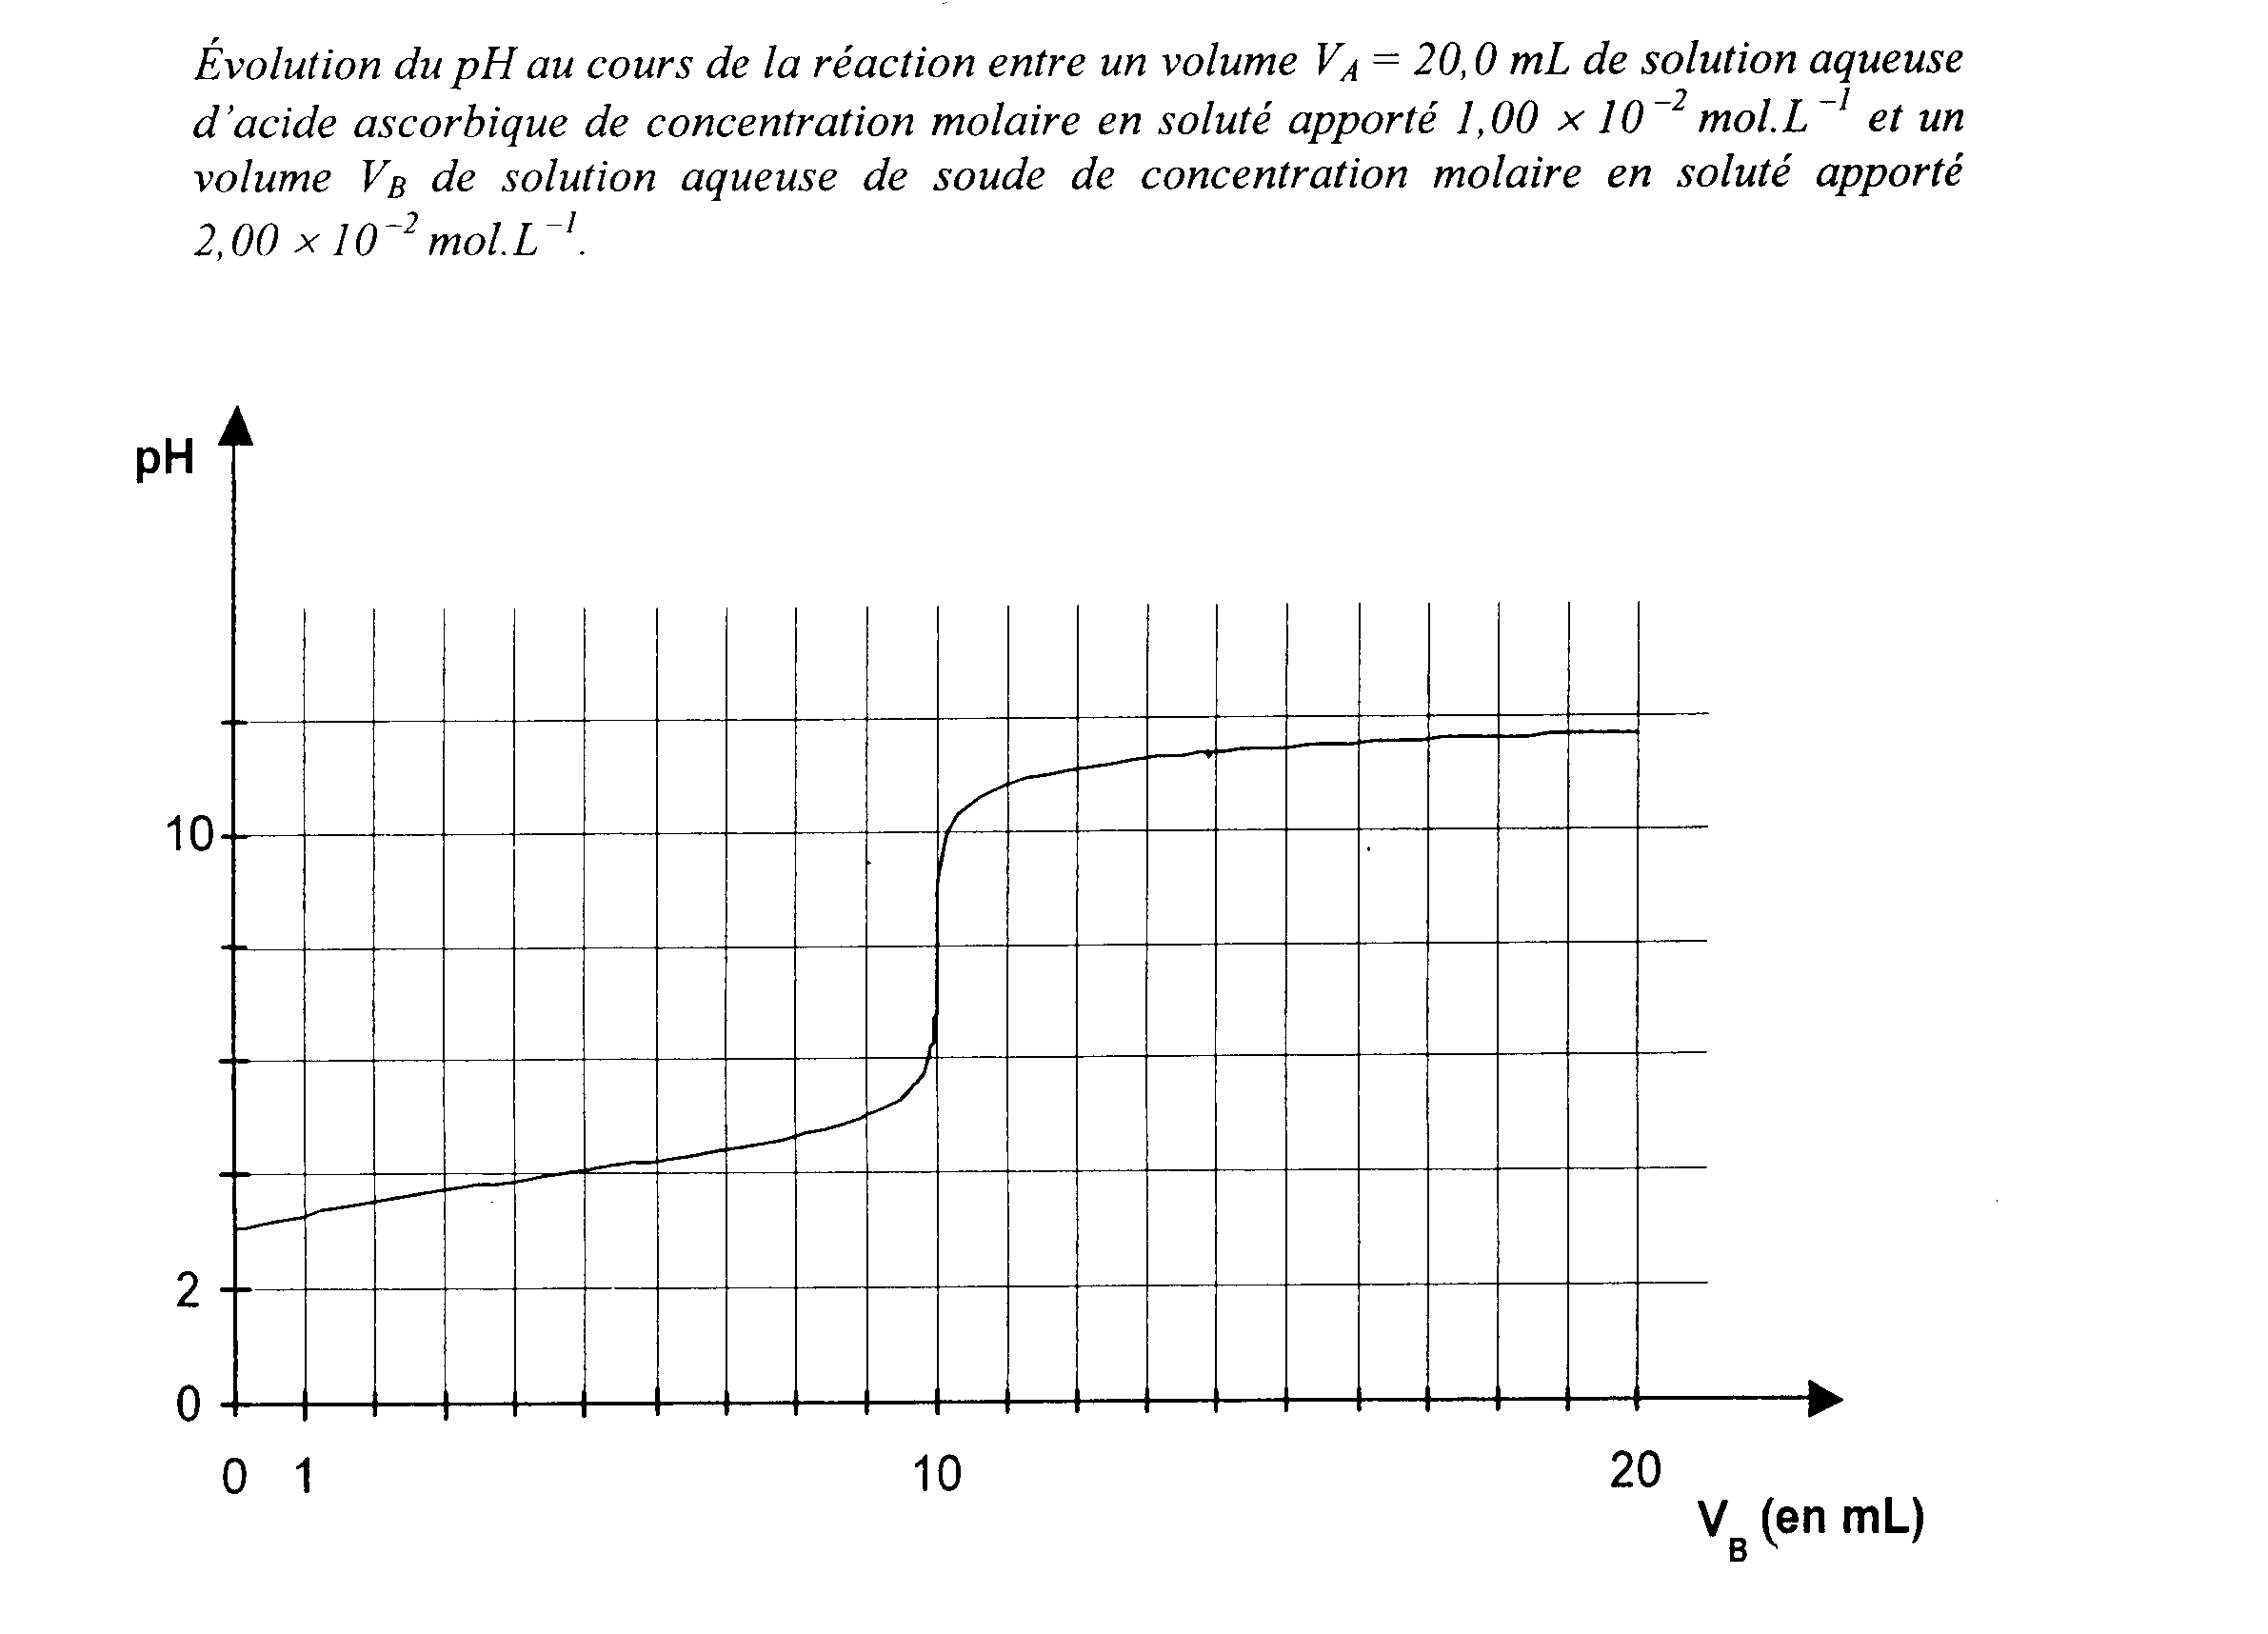 Évolution du pH au cours de la réaction entre un volume V_A = 20,0 mL de solution aqueuse
d'acide ascorbique de concentration molaire en soluté apporté 1,00 × 10⁻² mol.L⁻¹ et un
volume V_B de solution aqueuse de soude de concentration molaire en soluté apporté
2,00 × 10⁻² mol.L⁻¹.
pH
10
2
0
0 1 10 20
V_B (en mL)